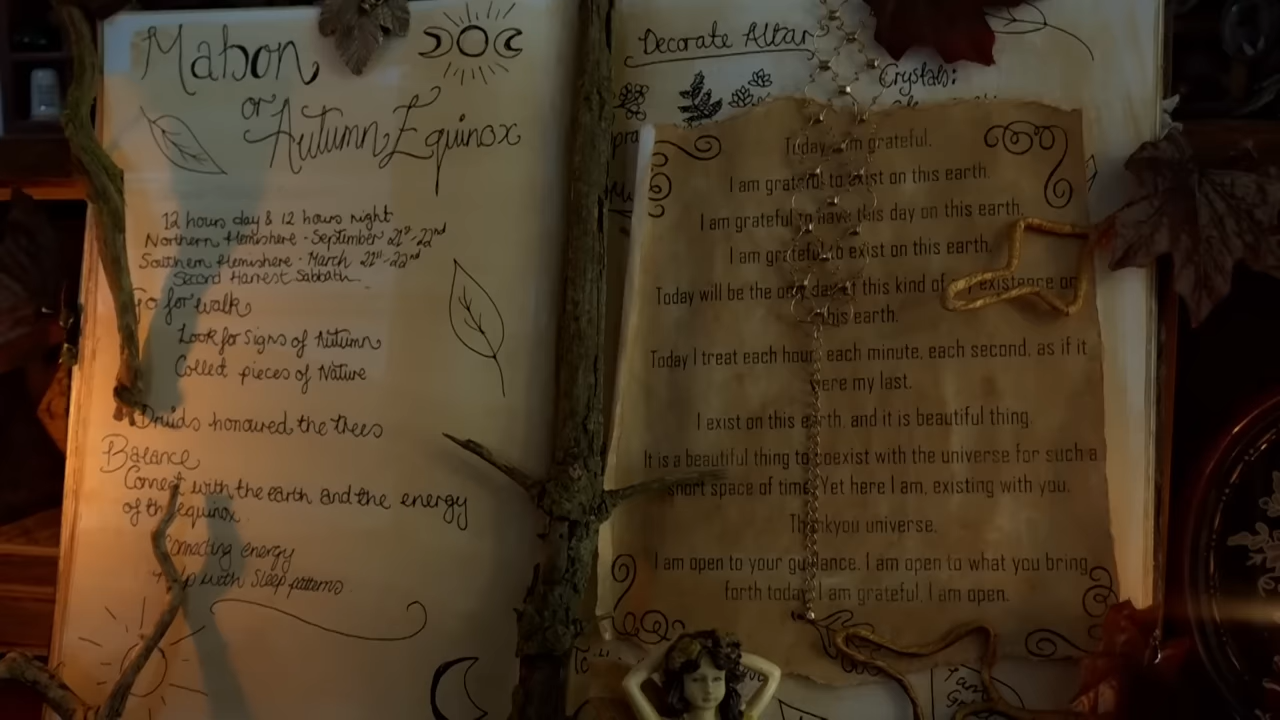 Mabon
or
Autumn Equinox
12 hours day & 12 hours night
Northern Hemishere - September 21st-22nd
Southern Hemishere - March 21st-22nd
Second Harvest Sabbath
Go for walk
Look for signs of Autumn
Collect pieces of Nature
Druids honoured the trees
Balance
Connect with the earth and the energy
of the equinox.
Connecting energy
Help with sleep patterns.
Decorate Altar
Crystals:
Today I am grateful.
I am grateful to exist on this earth.
I am grateful to have this day on this earth.
I am grateful to exist on this earth.
Today will be the only day of this kind of my existence on
this earth.
Today I treat each hour, each minute, each second, as if it
were my last.
I exist on this earth, and it is beautiful thing.
It is a beautiful thing to coexist with the universe for such a
short space of time. Yet here I am, existing with you.
Thankyou universe.
I am open to your guidance. I am open to what you bring
forth today. I am grateful. I am open.